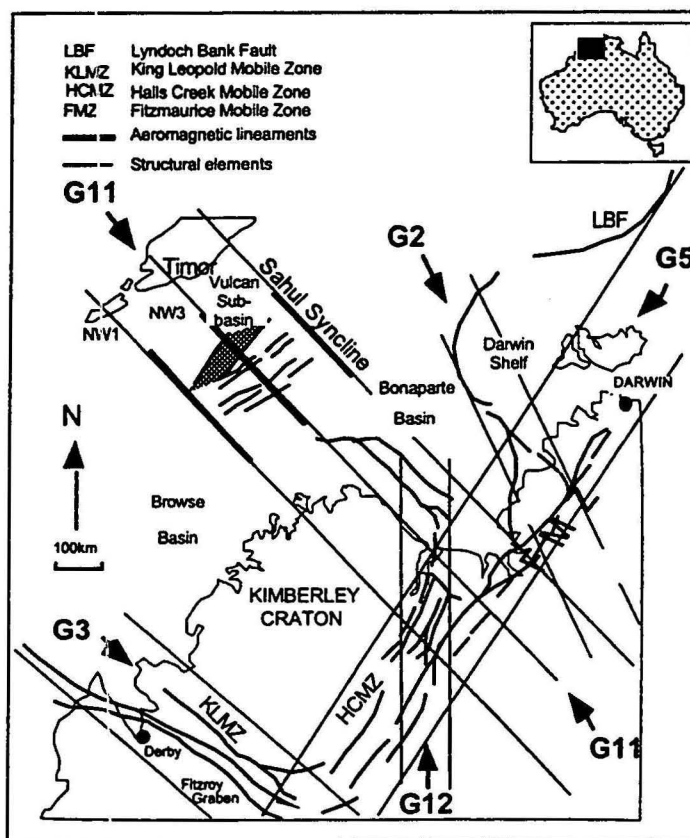 LBF Lyndoch Bank Fault
KLMZ King Leopold Mobile Zone
HCMZ Halls Creek Mobile Zone
FMZ Fitzmaurice Mobile Zone
Aeromagnetic lineaments
Structural elements
G11
LBF
G2
G5
Timor
Vulcan
Sub-
basin
Sahul Syncline
NW3
NW1
Darwin
Shelf
DARWIN
Bonaparte
Basin
N
100km
Browse
Basin
KIMBERLEY
CRATON
G3
KLMZ
HCMZ
Derby
Fitzroy
Graben
G11
G12